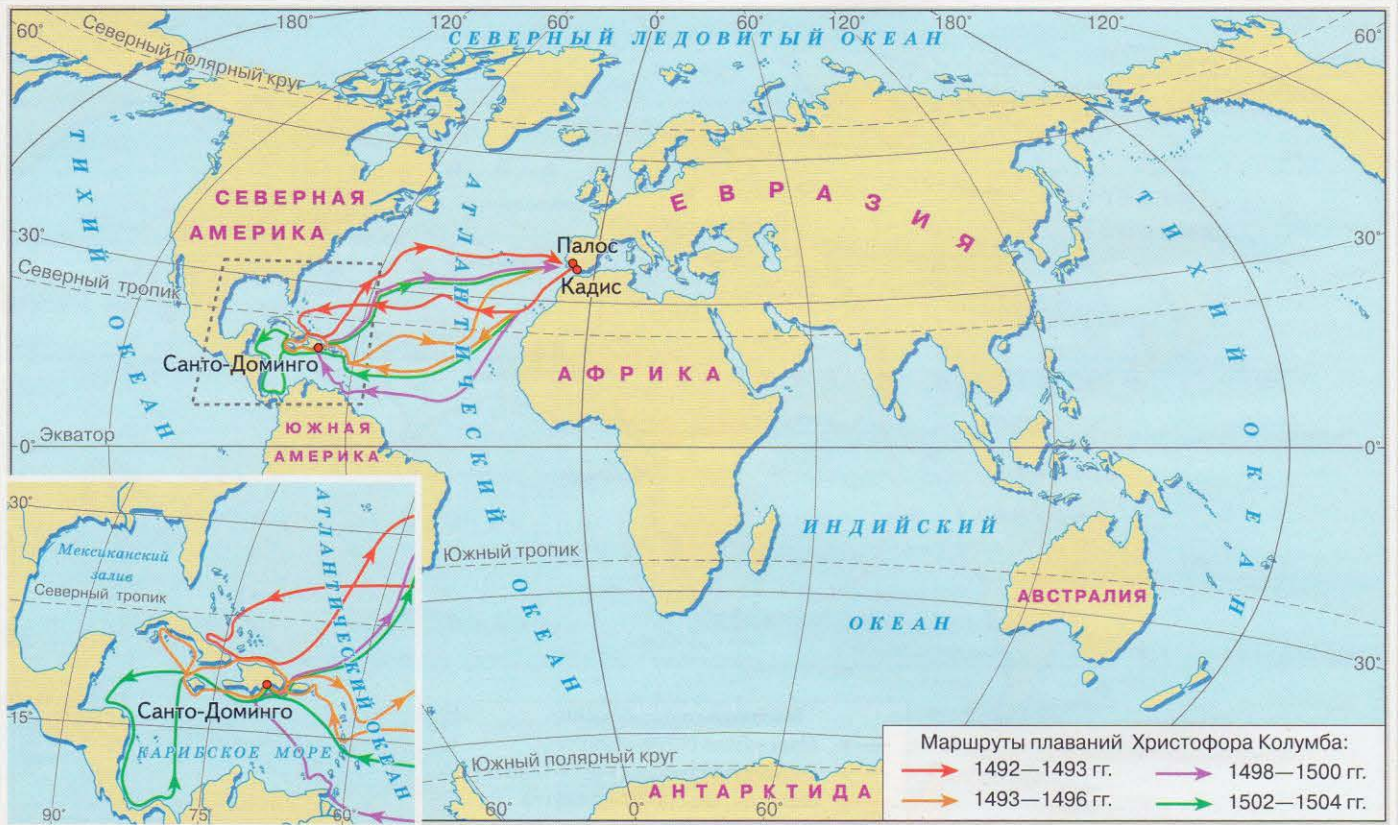 180°
120°
60°
0°
60°
120°
180°
120°
60°
60°
СЕВЕРНЫЙ ЛЕДОВИТЫЙ ОКЕАН
Северный полярный круг
ТИХИЙ ОКЕАН
СЕВЕРНАЯ
АМЕРИКА
АТЛАНТИЧЕСКИЙ ОКЕАН
ЕВРАЗИЯ
ТИХИЙ ОКЕАН
30°
30°
Палос
Кадис
Северный тропик
Санто-Доминго
АФРИКА
0°
Экватор
0°
ЮЖНАЯ
АМЕРИКА
ИНДИЙСКИЙ
ОКЕАН
Южный тропик
АВСТРАЛИЯ
30°
Южный полярный круг
АНТАРКТИДА
60°
0°
60°
30°
Мексиканский
залив
Северный тропик
АТЛАНТИЧЕСКИЙ ОКЕАН
Санто-Доминго
15°
КАРИБСКОЕ МОРЕ
90°
75°
60°
Маршруты плаваний Христофора Колумба:
1492—1493 гг.
1498—1500 гг.
1493—1496 гг.
1502—1504 гг.